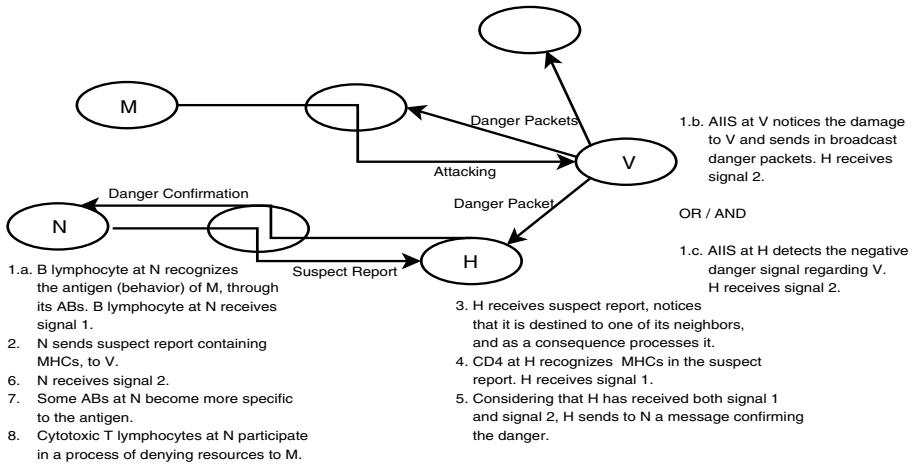 M
Danger Packets
V
Attacking
Danger Confirmation
Danger Packet
N
H
Suspect Report
1.b. AIIS at V notices the damage
to V and sends in broadcast
danger packets. H receives
signal 2.
OR / AND
1.c. AIIS at H detects the negative
danger signal regarding V.
H receives signal 2.
1.a. B lymphocyte at N recognizes
the antigen (behavior) of M, through
its ABs. B lymphocyte at N receives
signal 1.
2. N sends suspect report containing
MHCs, to V.
6. N receives signal 2.
7. Some ABs at N become more specific
to the antigen.
8. Cytotoxic T lymphocytes at N participate
in a process of denying resources to M.
3. H receives suspect report, notices
that it is destined to one of its neighbors,
and as a consequence processes it.
4. CD4 at H recognizes MHCs in the suspect
report. H receives signal 1.
5. Considering that H has received both signal 1
and signal 2, H sends to N a message confirming
the danger.